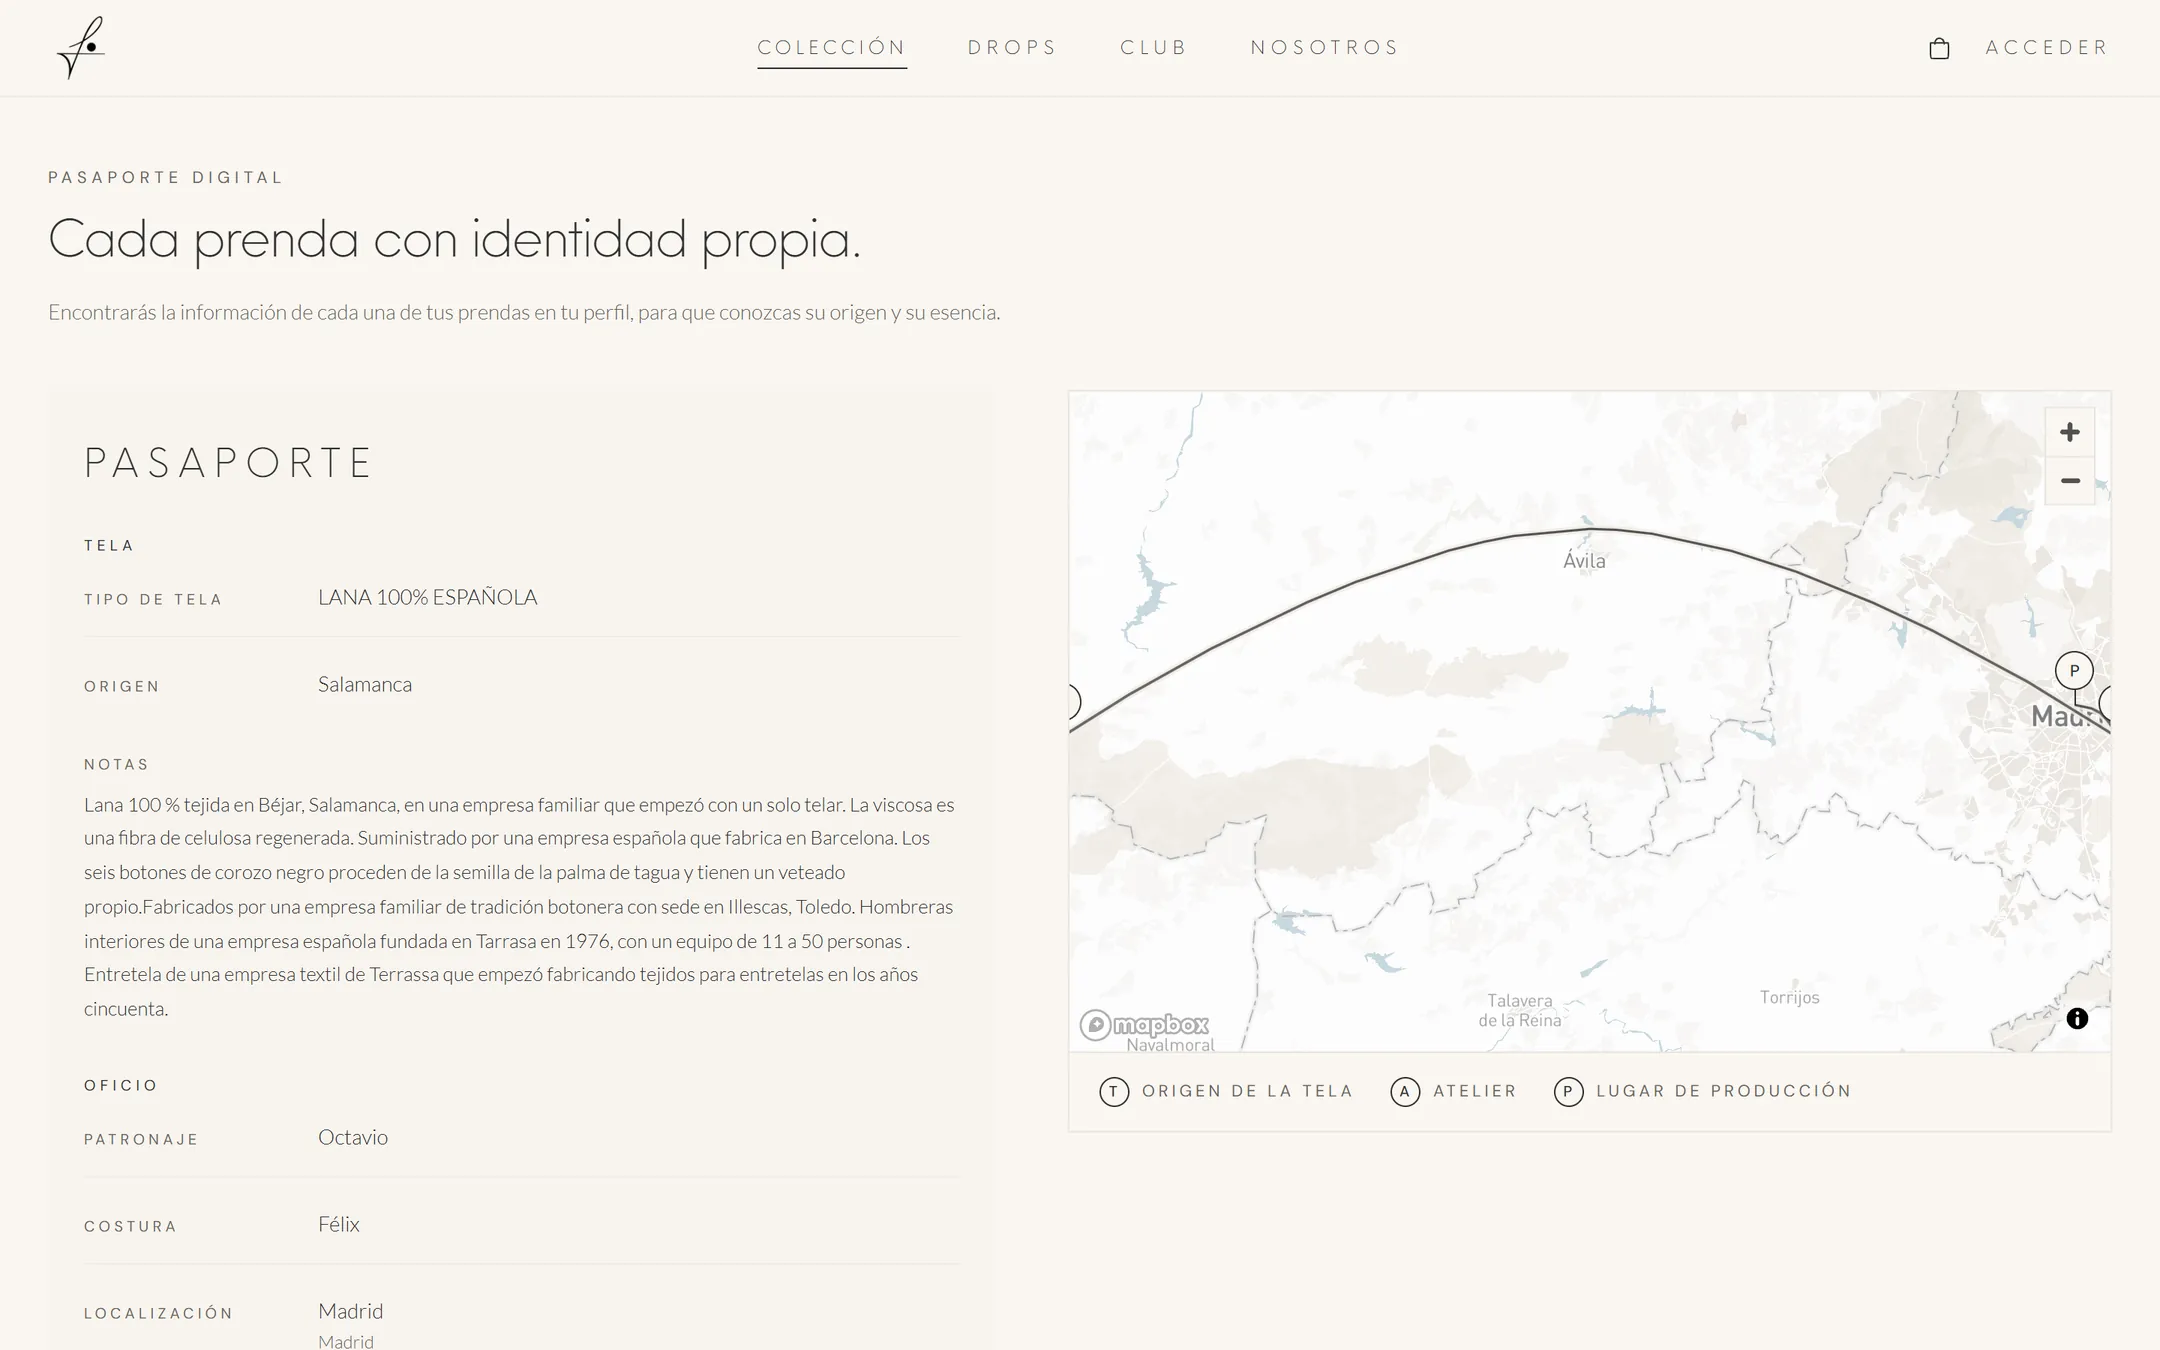 COLECCIÓN
DROPS
CLUB
NOSOTROS
ACCEDER
PASAPORTE DIGITAL
Cada prenda con identidad propia.
Encontrarás la información de cada una de tus prendas en tu perfil, para que conozcas su origen y su esencia.
PASAPORTE
TELA
TIPO DE TELA
LANA 100% ESPAÑOLA
ORIGEN
Salamanca
NOTAS
Lana 100 % tejida en Béjar, Salamanca, en una empresa familiar que empezó con un solo telar. La viscosa es
una fibra de celulosa regenerada. Suministrado por una empresa española que fabrica en Barcelona. Los
seis botones de corozo negro proceden de la semilla de la palma de tagua y tienen un veteado
propio.Fabricados por una empresa familiar de tradición botonera con sede en Illescas, Toledo. Hombreras
interiores de una empresa española fundada en Tarrasa en 1976, con un equipo de 11 a 50 personas .
Entretela de una empresa textil de Terrassa que empezó fabricando tejidos para entretelas en los años
cincuenta.
OFICIO
PATRONAJE
Octavio
COSTURA
Félix
LOCALIZACIÓN
Madrid
Madrid
Ávila
P
Talavera
de la Reina
Torrijos
mapbox
Navalmoral
T ORIGEN DE LA TELA
A ATELIER
P LUGAR DE PRODUCCIÓN